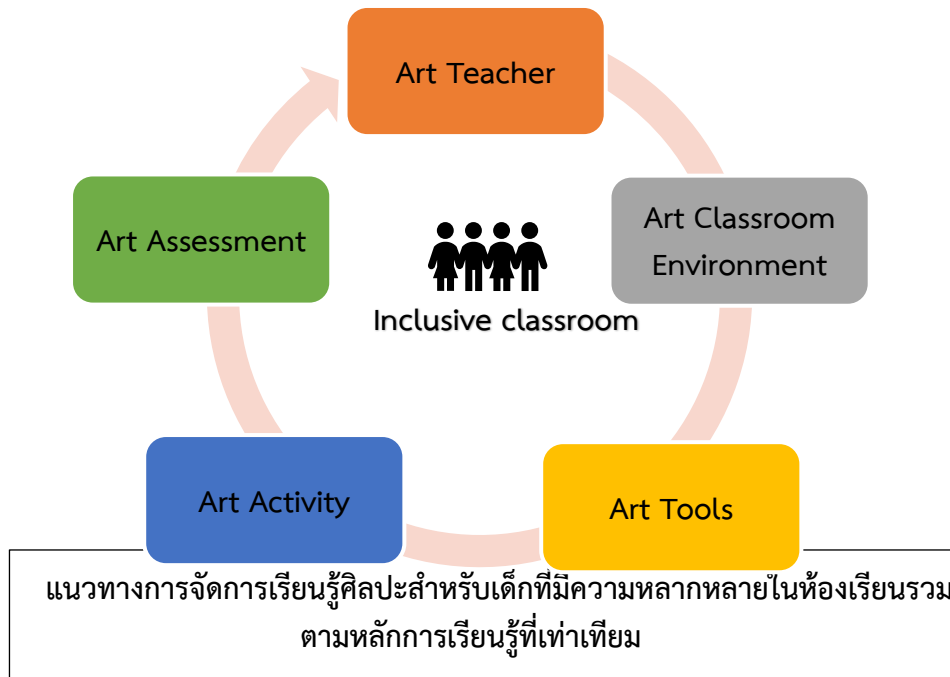 Art Teacher
Art Assessment
Art Classroom
Environment
Inclusive classroom
Art Activity
Art Tools
แนวทางการจัดการเรียนรู้ศิลปะสำหรับเด็กที่มีความหลากหลายในห้องเรียนรวม
ตามหลักการเรียนรู้ที่เท่าเทียม